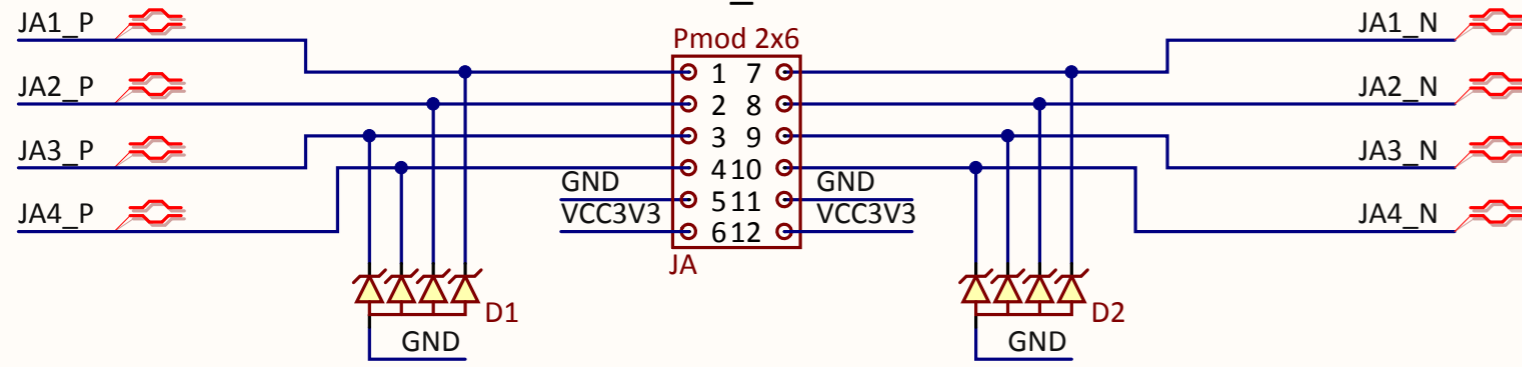 JA1_P
JA1_N
Pmod 2x6
1 7
JA2_P
JA2_N
2 8
3 9
JA3_P
JA3_N
4 10
GND
GND
5 11
VCC3V3
VCC3V3
JA4_P
JA4_N
6 12
JA
D1
D2
GND
GND